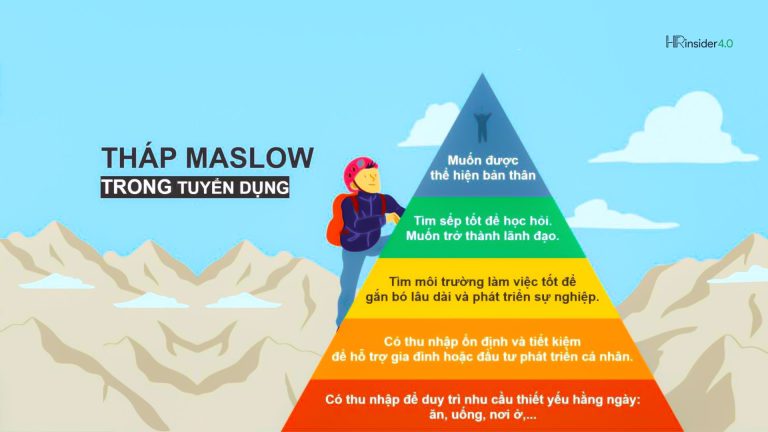 HRinsider4.0
THÁP MASLOW
TRONG TUYỂN DỤNG
Muốn được
thể hiện bản thân
Tìm sếp tốt để học hỏi.
Muốn trở thành lãnh đạo.
Tìm môi trường làm việc tốt để
gắn bó lâu dài và phát triển sự nghiệp.
Có thu nhập ổn định và tiết kiệm
để hỗ trợ gia đình hoặc đầu tư phát triển cá nhân.
Có thu nhập để duy trì nhu cầu thiết yếu hằng ngày:
ăn, uống, nơi ở,...